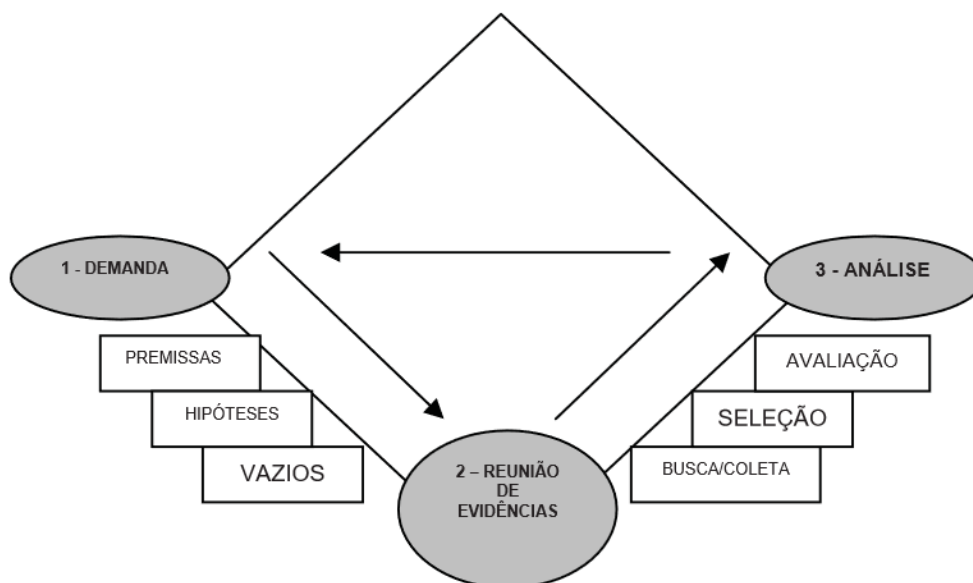 1 - DEMANDA
3 - ANÁLISE
PREMISSAS
AVALIAÇÃO
HIPÓTESES
SELEÇÃO
VAZIOS
BUSCA/COLETA
2 – REUNIÃO
DE
EVIDÊNCIAS